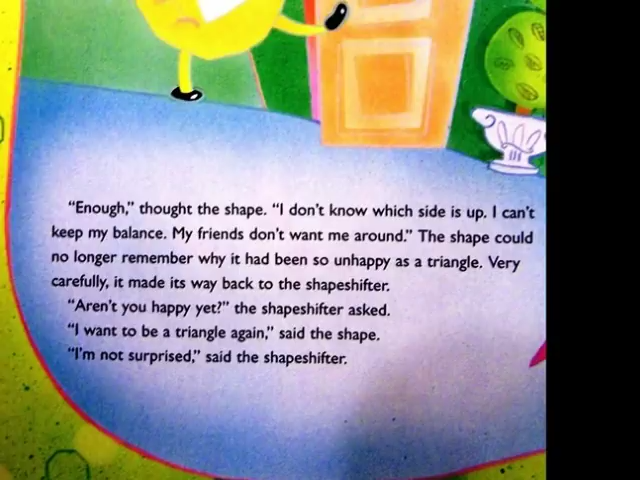 "Enough," thought the shape. "I don't know which side is up. I can't
keep my balance. My friends don't want me around." The shape could
no longer remember why it had been so unhappy as a triangle. Very
carefully, it made its way back to the shapeshifter.
"Aren't you happy yet?" the shapeshifter asked.
"I want to be a triangle again," said the shape.
"I'm not surprised," said the shapeshifter.